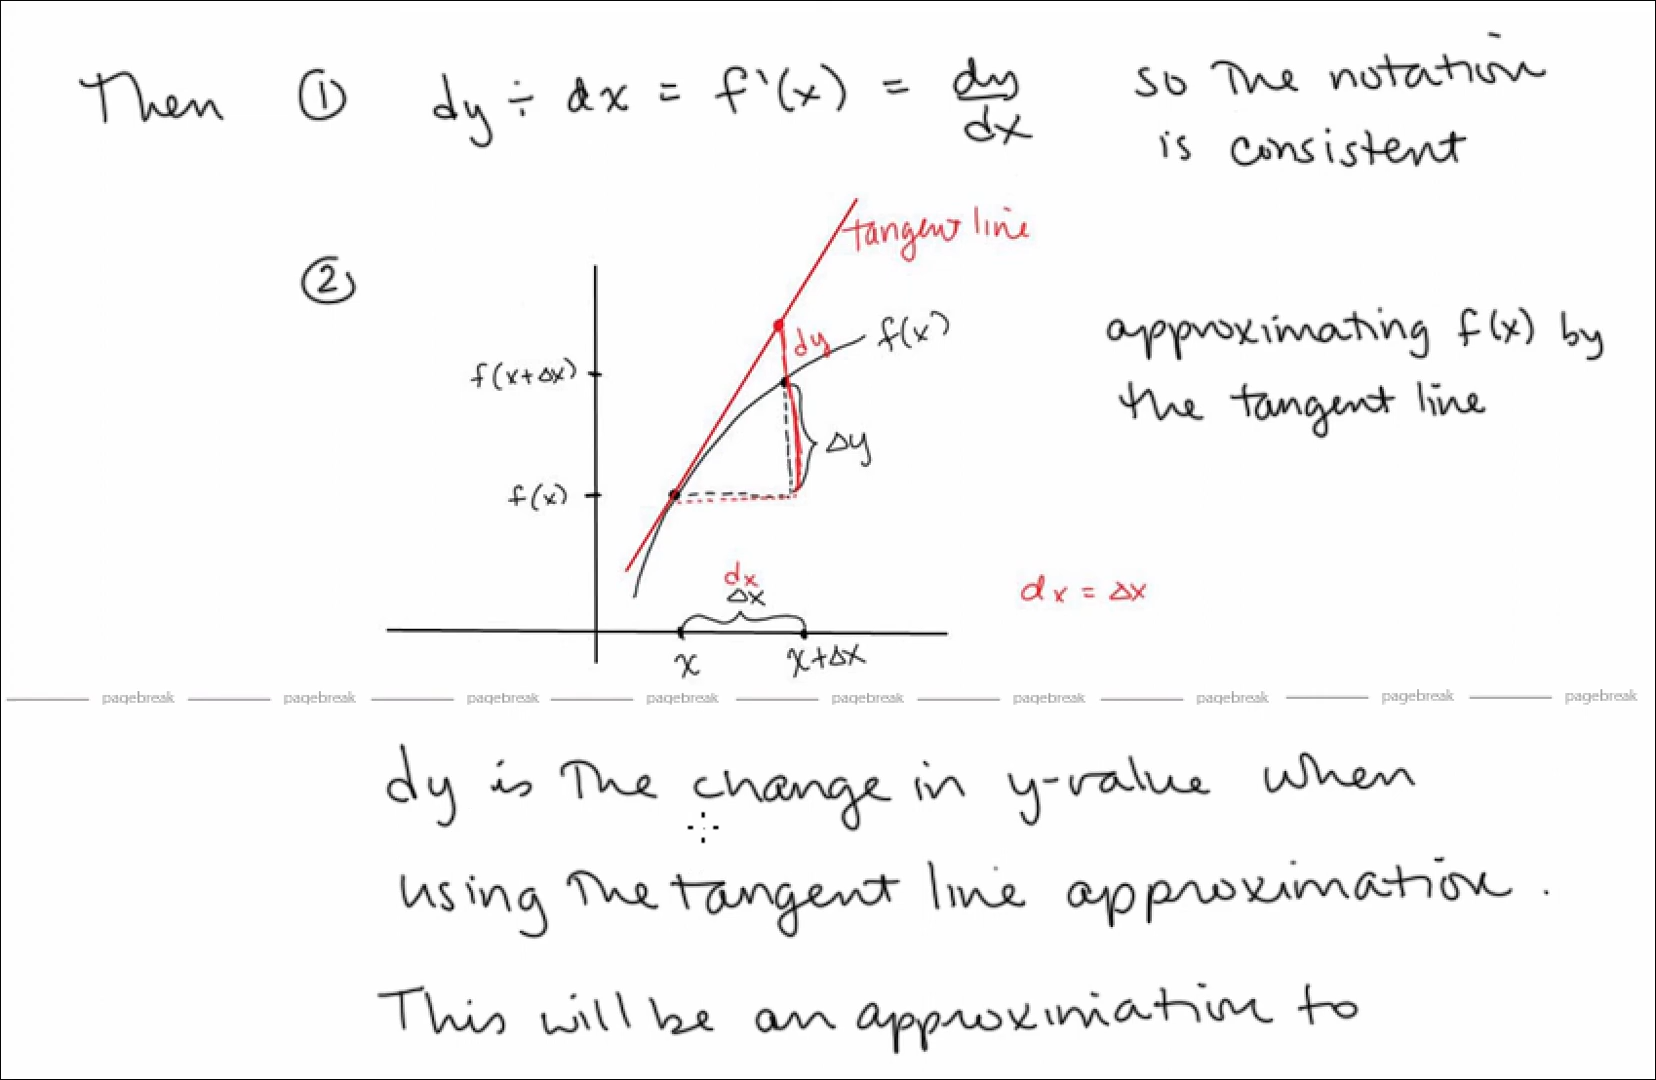 Then ① dy ÷ dx = f'(x) = dy/dx so the notation
is consistent
②
tangent line
f(x)
dy
f(x+Δx)
approximating f(x) by
the tangent line
Δy
f(x)
dx
Δx
dx = Δx
x x+Δx
pagebreak pagebreak pagebreak pagebreak pagebreak pagebreak pagebreak pagebreak pagebreak
dy is the change in y-value when
using the tangent line approximation.
This will be an approximation to